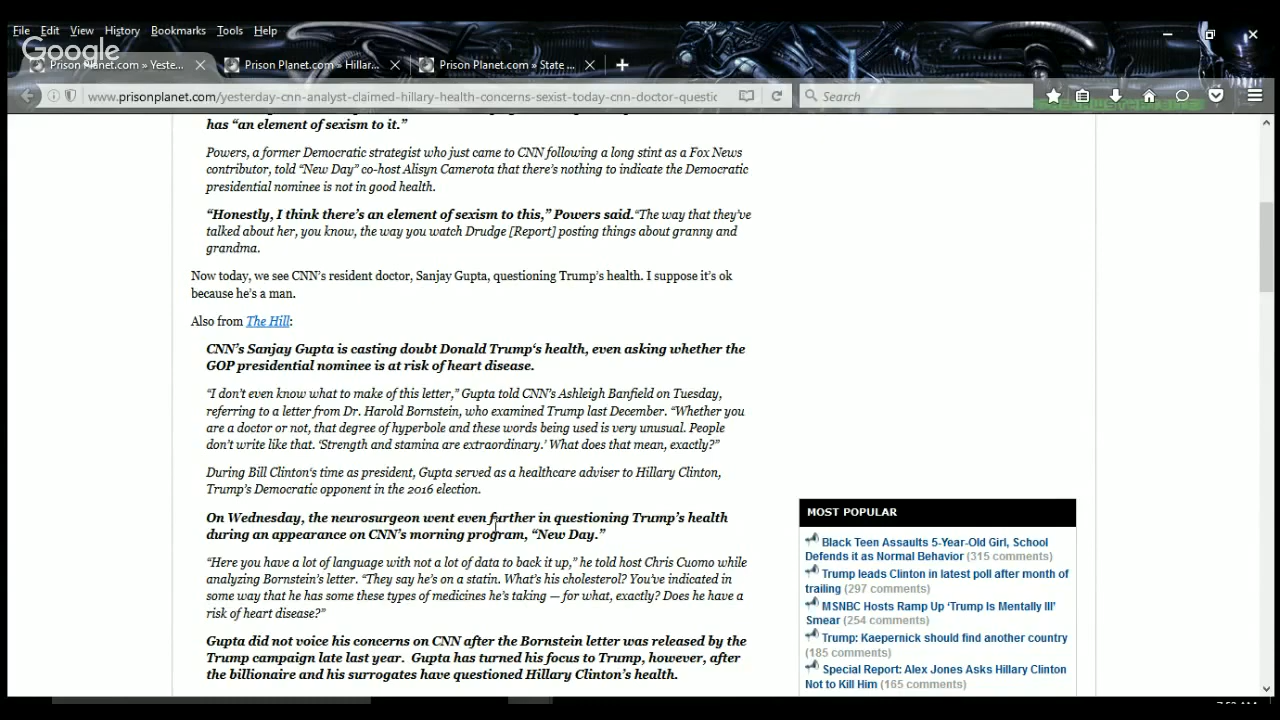 File Edit View History Bookmarks Tools Help
Google
Prison Planet.com » Yeste...
Prison Planet.com » Hillar...
Prison Planet.com » State ...
www.prisonplanet.com/yesterday-cnn-analyst-claimed-hillary-health-concerns-sexist-today-cnn-doctor-questic
Search
has “an element of sexism to it.”
Powers, a former Democratic strategist who just came to CNN following a long stint as a Fox News
contributor, told “New Day” co-host Alisyn Camerota that there’s nothing to indicate the Democratic
presidential nominee is not in good health.
“Honestly, I think there’s an element of sexism to this,” Powers said.“The way that they’ve
talked about her, you know, the way you watch Drudge [Report] posting things about granny and
grandma.
Now today, we see CNN’s resident doctor, Sanjay Gupta, questioning Trump’s health. I suppose it’s ok
because he’s a man.
Also from The Hill:
CNN’s Sanjay Gupta is casting doubt Donald Trump‘s health, even asking whether the
GOP presidential nominee is at risk of heart disease.
“I don’t even know what to make of this letter,” Gupta told CNN’s Ashleigh Banfield on Tuesday,
referring to a letter from Dr. Harold Bornstein, who examined Trump last December. “Whether you
are a doctor or not, that degree of hyperbole and these words being used is very unusual. People
don’t write like that. ‘Strength and stamina are extraordinary.’ What does that mean, exactly?”
During Bill Clinton‘s time as president, Gupta served as a healthcare adviser to Hillary Clinton,
Trump’s Democratic opponent in the 2016 election.
On Wednesday, the neurosurgeon went even further in questioning Trump’s health
during an appearance on CNN’s morning program, “New Day.”
“Here you have a lot of language with not a lot of data to back it up,” he told host Chris Cuomo while
analyzing Bornstein’s letter. “They say he’s on a statin. What’s his cholesterol? You’ve indicated in
some way that he has some these types of medicines he’s taking — for what, exactly? Does he have a
risk of heart disease?”
Gupta did not voice his concerns on CNN after the Bornstein letter was released by the
Trump campaign late last year. Gupta has turned his focus to Trump, however, after
the billionaire and his surrogates have questioned Hillary Clinton’s health.
MOST POPULAR
Black Teen Assaults 5-Year-Old Girl, School
Defends it as Normal Behavior (315 comments)
Trump leads Clinton in latest poll after month of
trailing (297 comments)
MSNBC Hosts Ramp Up ‘Trump Is Mentally Ill’
Smear (254 comments)
Trump: Kaepernick should find another country
(185 comments)
Special Report: Alex Jones Asks Hillary Clinton
Not to Kill Him (165 comments)